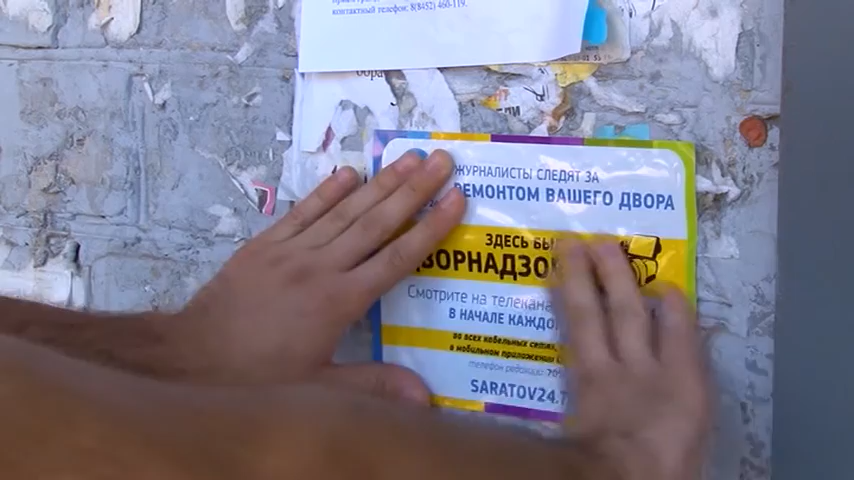 контактный телефон: 8(8452) 460-119.
ЖУРНАЛИСТЫ СЛЕДЯТ ЗА
РЕМОНТОМ ВАШЕГО ДВОРА
ЗДЕСЬ БЫ
ДВОРНАДЗО
СМОТРИТЕ НА ТЕЛЕКАНА
В НАЧАЛЕ КАЖДО
во всех кабельных сетях,
в мобильном приложении
телефон редакции: 70
SARATOV24.